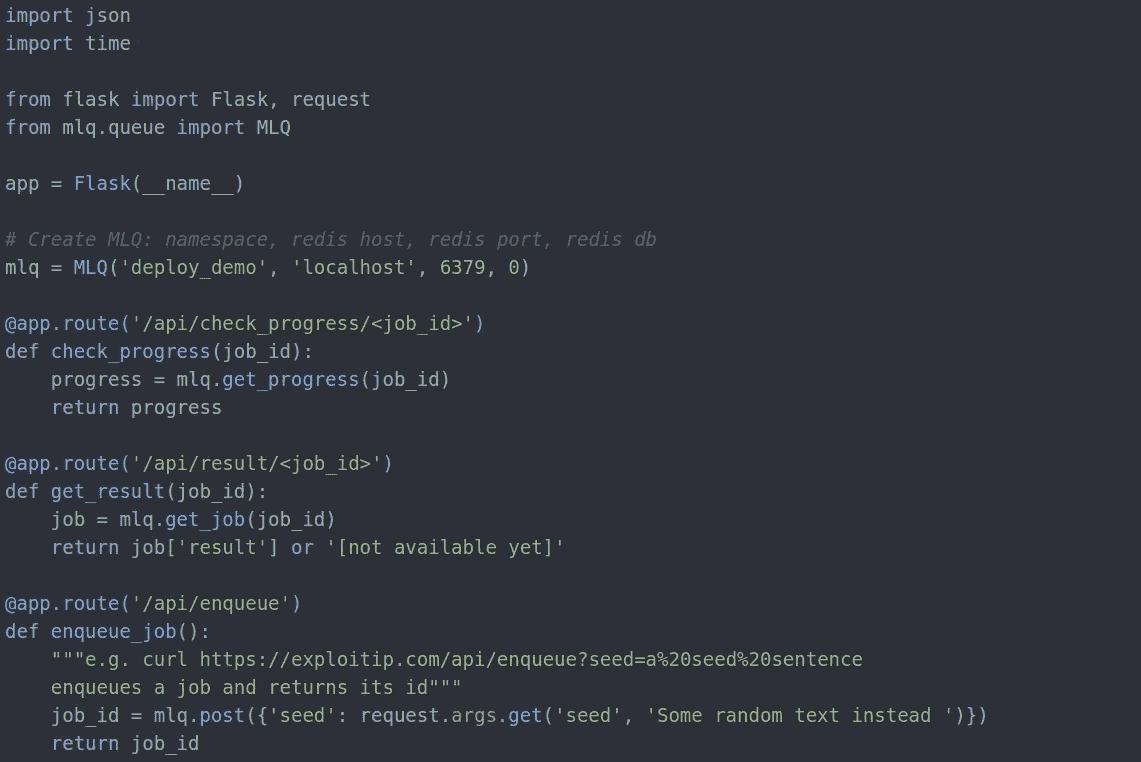 import json
import time

from flask import Flask, request
from mlq.queue import MLQ

app = Flask(__name__)

# Create MLQ: namespace, redis host, redis port, redis db
mlq = MLQ('deploy_demo', 'localhost', 6379, 0)

@app.route('/api/check_progress/<job_id>')
def check_progress(job_id):
    progress = mlq.get_progress(job_id)
    return progress

@app.route('/api/result/<job_id>')
def get_result(job_id):
    job = mlq.get_job(job_id)
    return job['result'] or '[not available yet]'

@app.route('/api/enqueue')
def enqueue_job():
    """e.g. curl https://exploitip.com/api/enqueue?seed=a%20seed%20sentence
    enqueues a job and returns its id"""
    job_id = mlq.post({'seed': request.args.get('seed', 'Some random text instead ')})
    return job_id